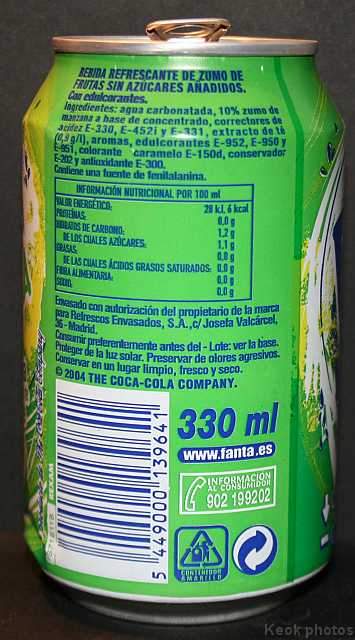 BEBIDA REFRESCANTE DE ZUMO DE
FRUTAS SIN AZÚCARES AÑADIDOS.
Con edulcorantes.
Ingredientes: agua carbonatada, 10% zumo de
manzana a base de concentrado, correctores de
acidez E-330, E-452i y E-331, extracto de té
(0,9 g/l), aromas, edulcorantes E-952, E-950 y
E-951, colorante caramelo E-150d, conservador
E-202 y antioxidante E-300.
Contiene una fuente de fenilalanina.
INFORMACIÓN NUTRICIONAL POR 100 ml
VALOR ENERGÉTICO: 28 kJ, 6 kcal
PROTEÍNAS: 0,0 g
HIDRATOS DE CARBONO: 1,2 g
DE LOS CUALES AZÚCARES: 1,1 g
GRASAS: 0,0 g
DE LAS CUALES ÁCIDOS GRASOS SATURADOS: 0,0 g
FIBRA ALIMENTARIA: 0,0 g
SODIO: 0,0 g
Envasado con autorización del propietario de la marca
para Refrescos Envasados, S.A.,c/ Josefa Valcárcel,
36 - Madrid.
Consumir preferentemente antes del - Lote: ver la base.
Proteger de la luz solar. Preservar de olores agresivos.
Conservar en un lugar limpio, fresco y seco.
© 2004 THE COCA-COLA COMPANY.
330 ml
www.fanta.es
INFORMACION
AL CONSUMIDOR
902 199202
CONTENEDOR
AMARILLO
5 449000 139641
REXAM
Keok photos